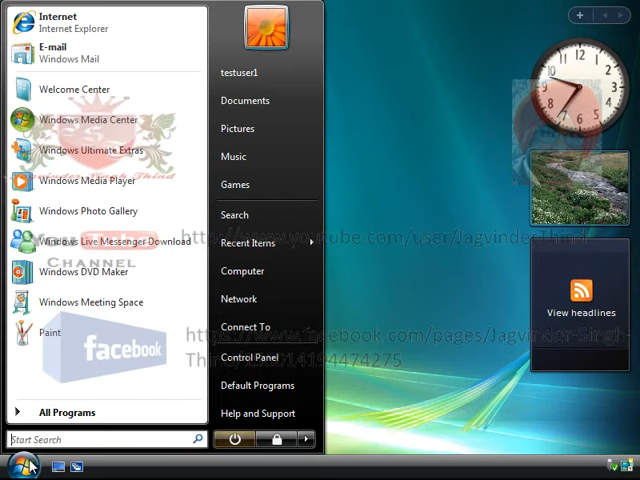 Internet
Internet Explorer
E-mail
Windows Mail
Welcome Center
Windows Media Center
Windows Ultimate Extras
Windows Media Player
Windows Photo Gallery
Windows Live Messenger Download
Windows DVD Maker
Windows Meeting Space
Paint
All Programs
Start Search
testuser1
Documents
Pictures
Music
Games
Search
Recent Items
Computer
Network
Connect To
Control Panel
Default Programs
Help and Support
View headlines
CHANNEL
facebook
http://www.youtube.com/user/JagvinderThind
https://www.facebook.com/pages/Jagvinder-Singh-